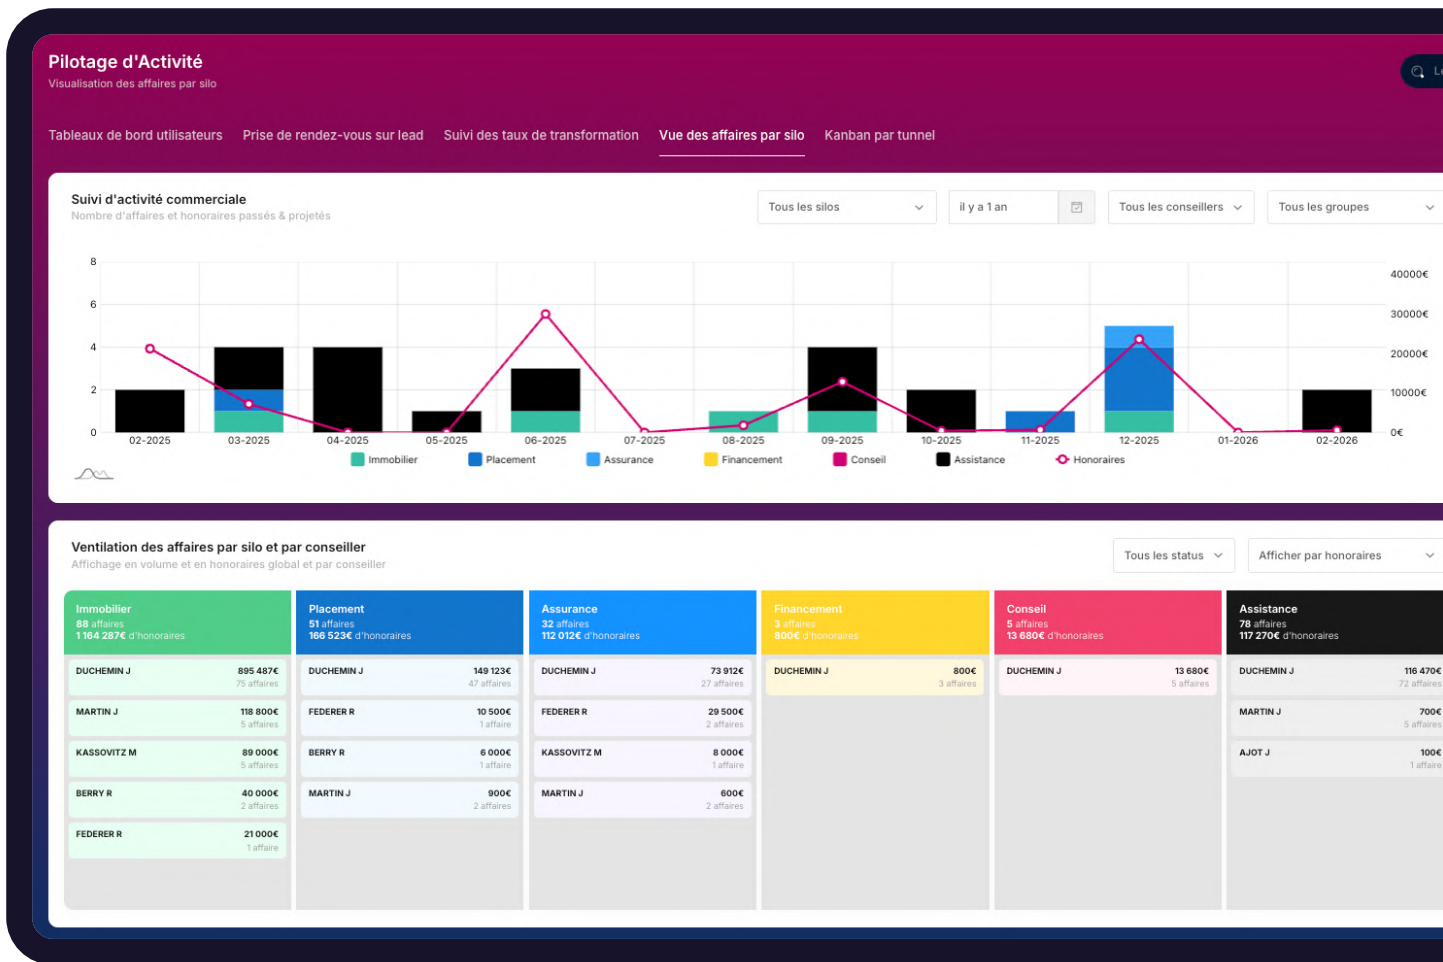 Pilotage d'Activité
Visualisation des affaires par silo
Tableaux de bord utilisateurs Prise de rendez-vous sur lead Suivi des taux de transformation Vue des affaires par silo Kanban par tunnel
Suivi d'activité commerciale
Nombre d'affaires et honoraires passés & projetés
Tous les silos il y a 1 an Tous les conseillers Tous les groupes
8
6
4
2
0
40000€
30000€
20000€
10000€
0€
02-2025 03-2025 04-2025 05-2025 06-2025 07-2025 08-2025 09-2025 10-2025 11-2025 12-2025 01-2026 02-2026
Immobilier Placement Assurance Financement Conseil Assistance Honoraires
Ventilation des affaires par silo et par conseiller
Affichage en volume et en honoraires global et par conseiller
Tous les status Afficher par honoraires
Immobilier
88 affaires
1 164 287€ d'honoraires
DUCHEMIN J 895 487€
75 affaires
MARTIN J 118 800€
5 affaires
KASSOVITZ M 89 000€
5 affaires
BERRY R 40 000€
2 affaires
FEDERER R 21 000€
1 affaire
Placement
51 affaires
166 523€ d'honoraires
DUCHEMIN J 149 123€
47 affaires
FEDERER R 10 500€
1 affaire
BERRY R 6 000€
1 affaire
MARTIN J 900€
2 affaires
Assurance
32 affaires
112 012€ d'honoraires
DUCHEMIN J 73 912€
27 affaires
FEDERER R 29 500€
2 affaires
KASSOVITZ M 8 000€
1 affaire
MARTIN J 600€
2 affaires
Financement
3 affaires
800€ d'honoraires
DUCHEMIN J 800€
3 affaires
Conseil
5 affaires
13 680€ d'honoraires
DUCHEMIN J 13 680€
5 affaires
Assistance
78 affaires
117 270€ d'honoraires
DUCHEMIN J 116 470€
72 affaires
MARTIN J 700€
5 affaires
AJOT J 100€
1 affaire